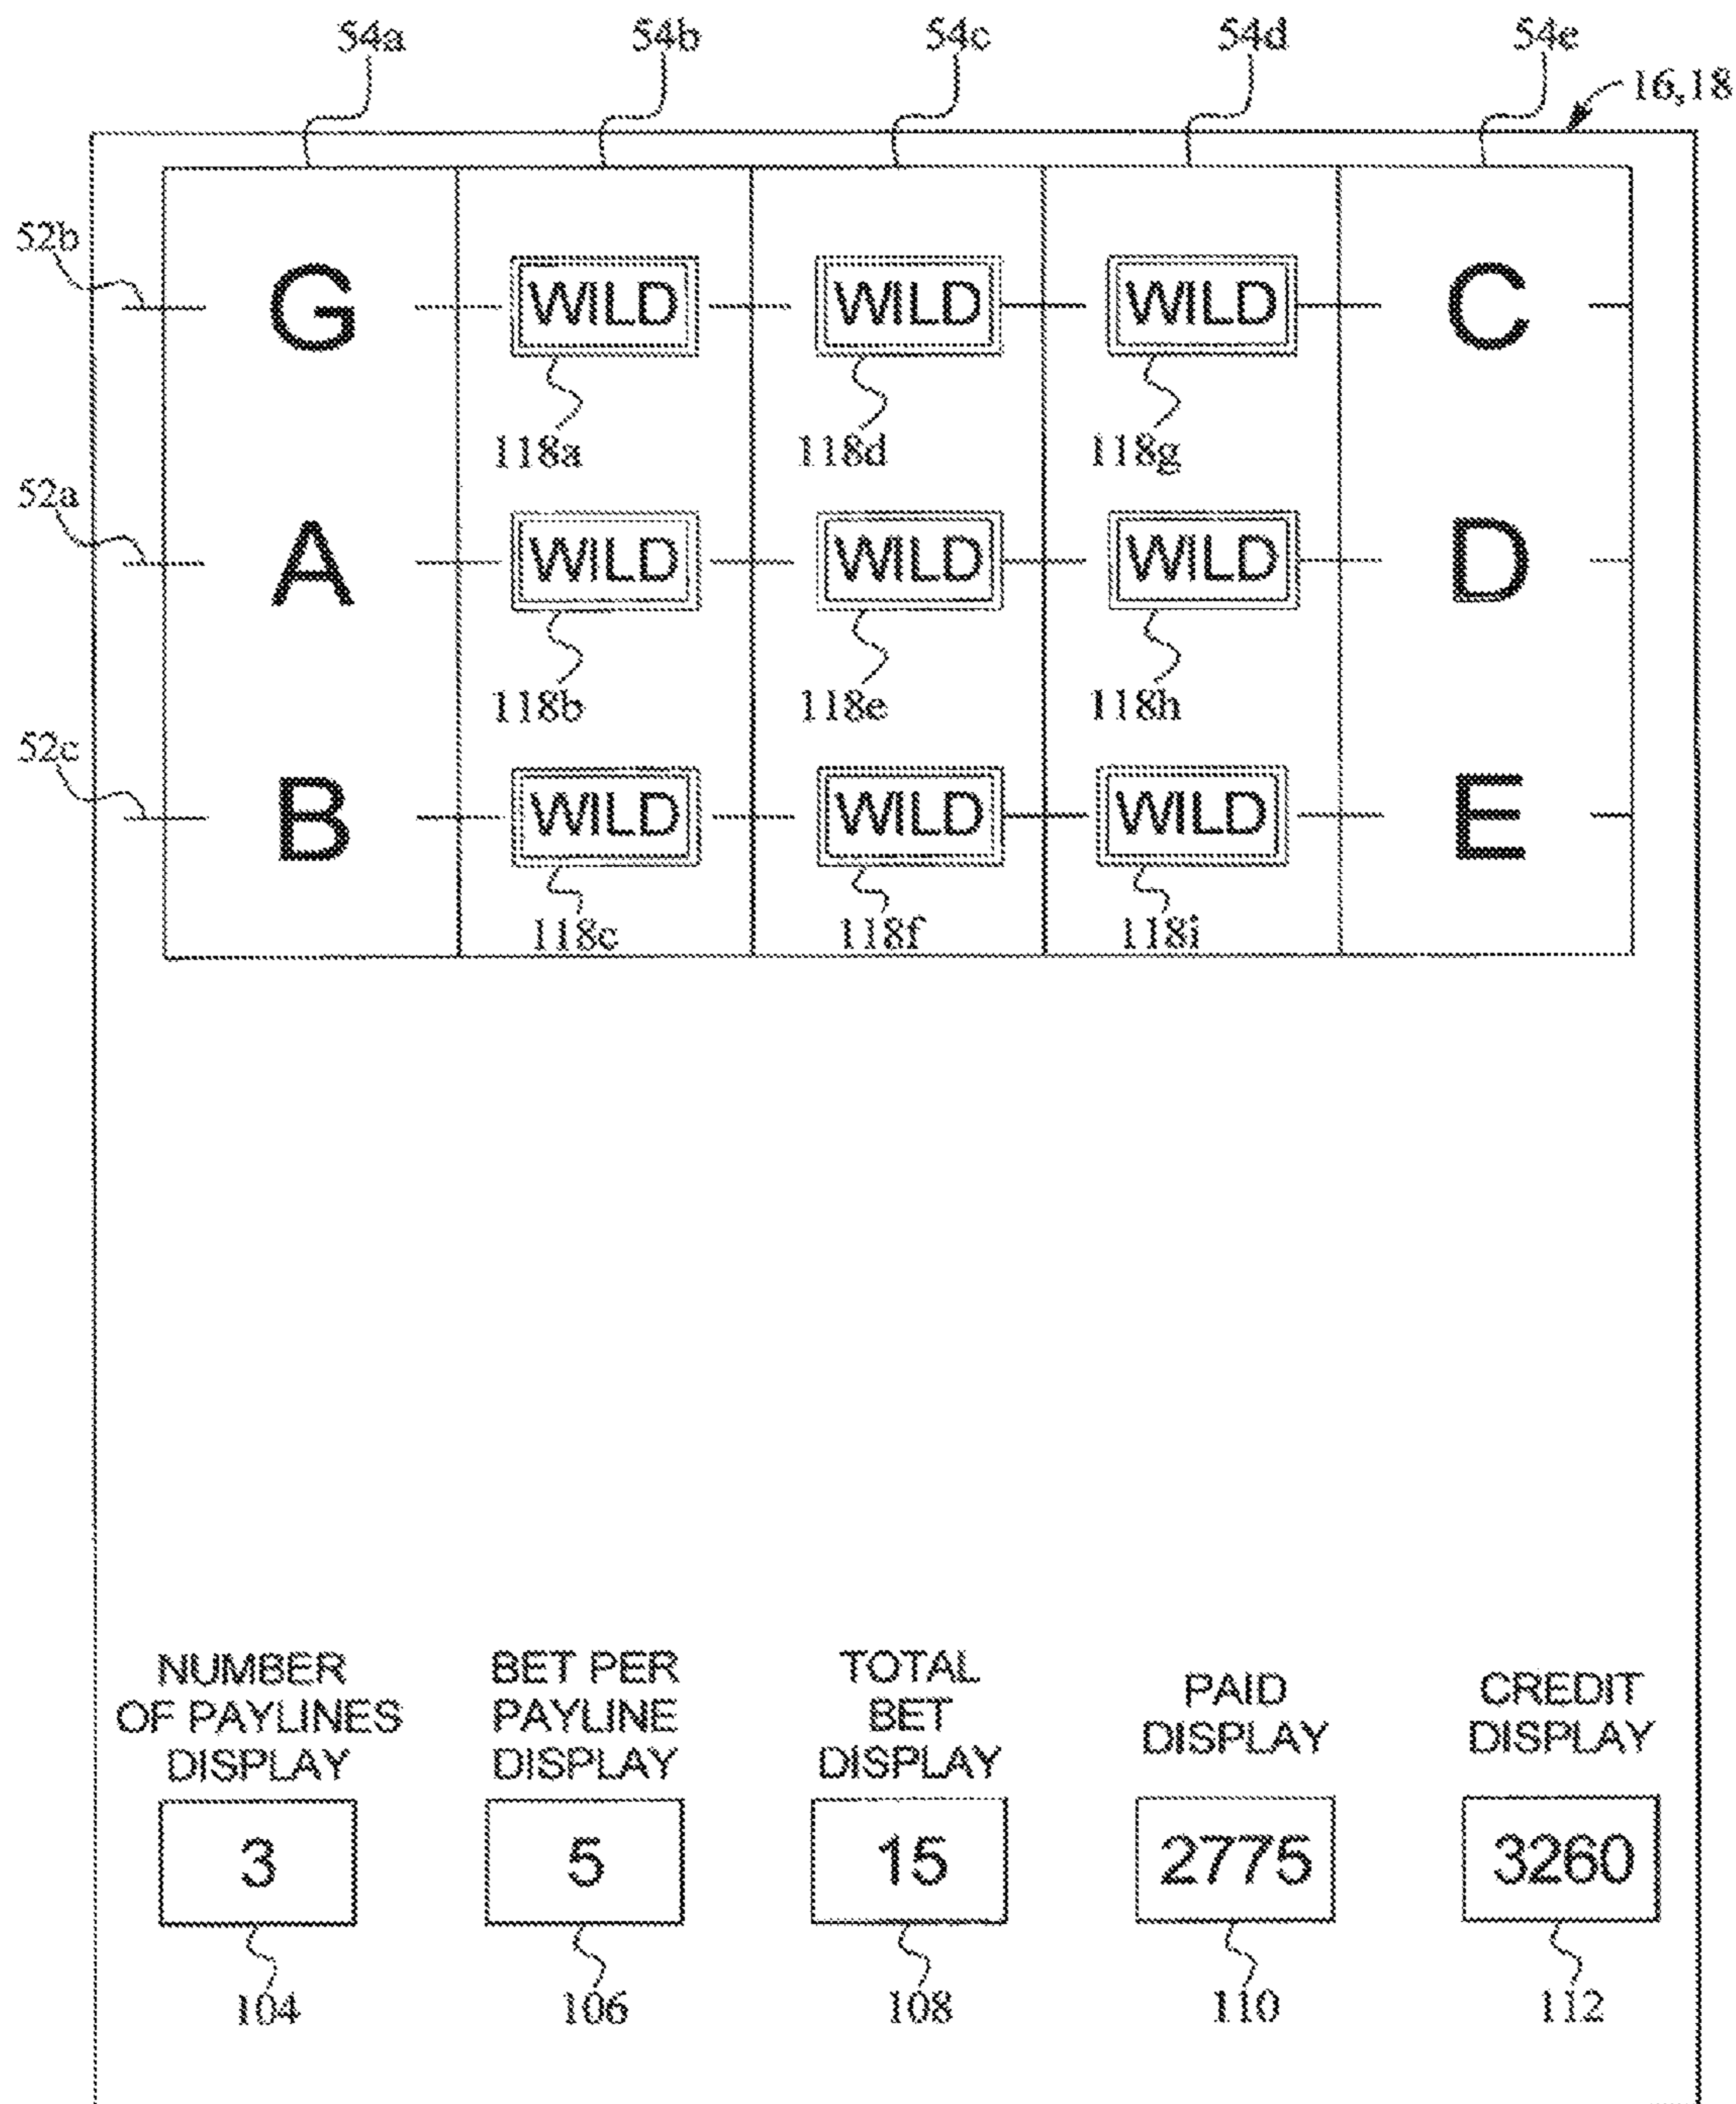 54a 54b 54c 54d 54e
16,18
52b
G WILD WILD WILD C
118a 118d 118g
52a
A WILD WILD WILD D
118b 118e 118h
52c
B WILD WILD WILD E
118c 118f 118i
NUMBER
OF PAYLINES
DISPLAY
3
104
BET PER
PAYLINE
DISPLAY
5
106
TOTAL
BET
DISPLAY
15
108
PAID
DISPLAY
2775
110
CREDIT
DISPLAY
3260
112